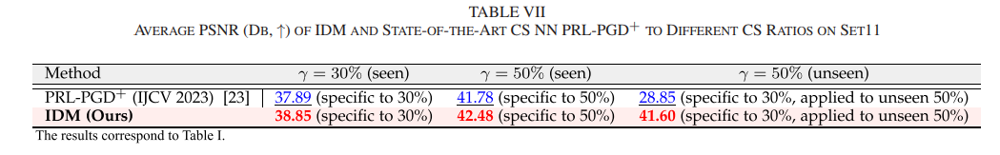 TABLE VII
AVERAGE PSNR (DB, ↑) OF IDM AND STATE-OF-THE-ART CS NN PRL-PGD+ TO DIFFERENT CS RATIOS ON SET11
Method γ = 30% (seen) γ = 50% (seen) γ = 50% (unseen)
PRL-PGD+ (IJCV 2023) [23] 37.89 (specific to 30%) 41.78 (specific to 50%) 28.85 (specific to 30%, applied to unseen 50%)
IDM (Ours) 38.85 (specific to 30%) 42.48 (specific to 50%) 41.60 (specific to 30%, applied to unseen 50%)
The results correspond to Table I.